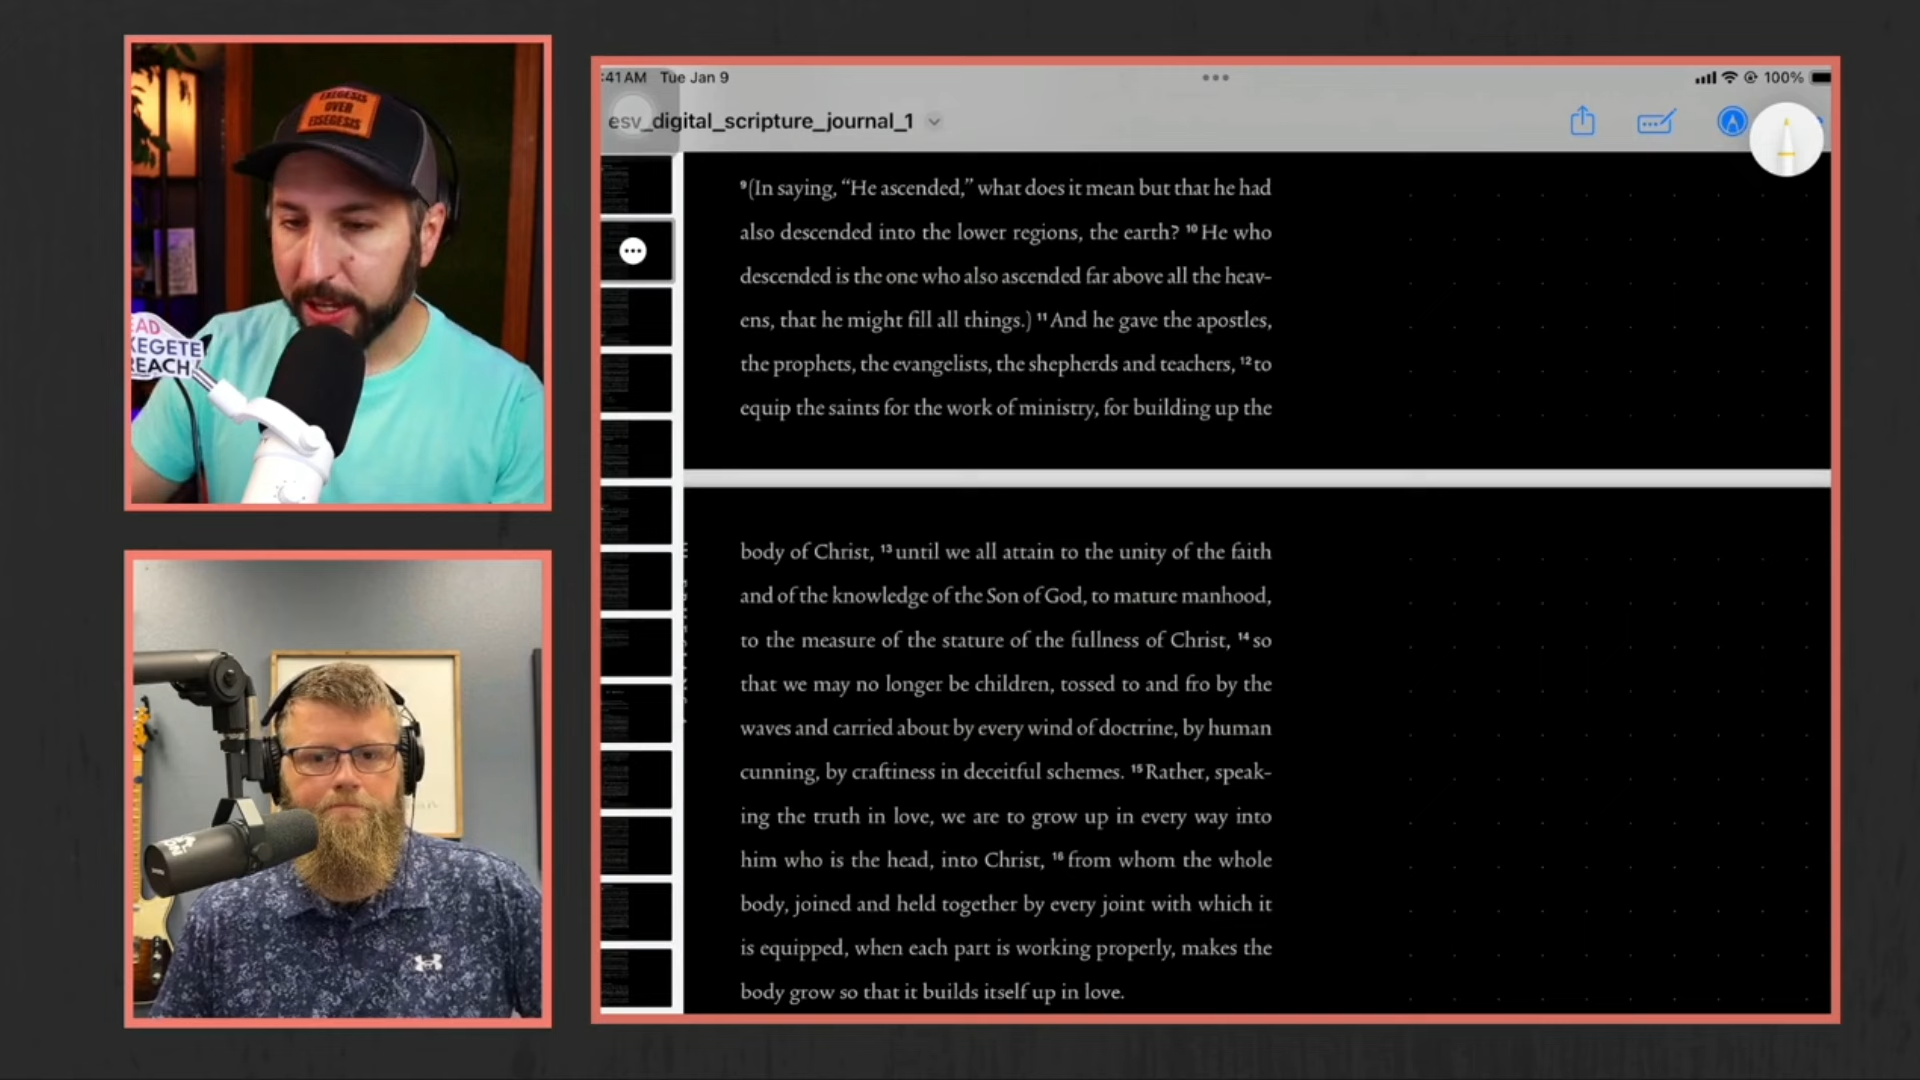 EXEGESIS
OVER
EISEGESIS
EAD
XEGETE
REACH
:41 AM Tue Jan 9
100%
esv_digital_scripture_journal_1
⁹(In saying, “He ascended,” what does it mean but that he had
also descended into the lower regions, the earth? ¹⁰He who
descended is the one who also ascended far above all the heav-
ens, that he might fill all things.) ¹¹And he gave the apostles,
the prophets, the evangelists, the shepherds and teachers, ¹²to
equip the saints for the work of ministry, for building up the
body of Christ, ¹³until we all attain to the unity of the faith
and of the knowledge of the Son of God, to mature manhood,
to the measure of the stature of the fullness of Christ, ¹⁴so
that we may no longer be children, tossed to and fro by the
waves and carried about by every wind of doctrine, by human
cunning, by craftiness in deceitful schemes. ¹⁵Rather, speak-
ing the truth in love, we are to grow up in every way into
him who is the head, into Christ, ¹⁶from whom the whole
body, joined and held together by every joint with which it
is equipped, when each part is working properly, makes the
body grow so that it builds itself up in love.